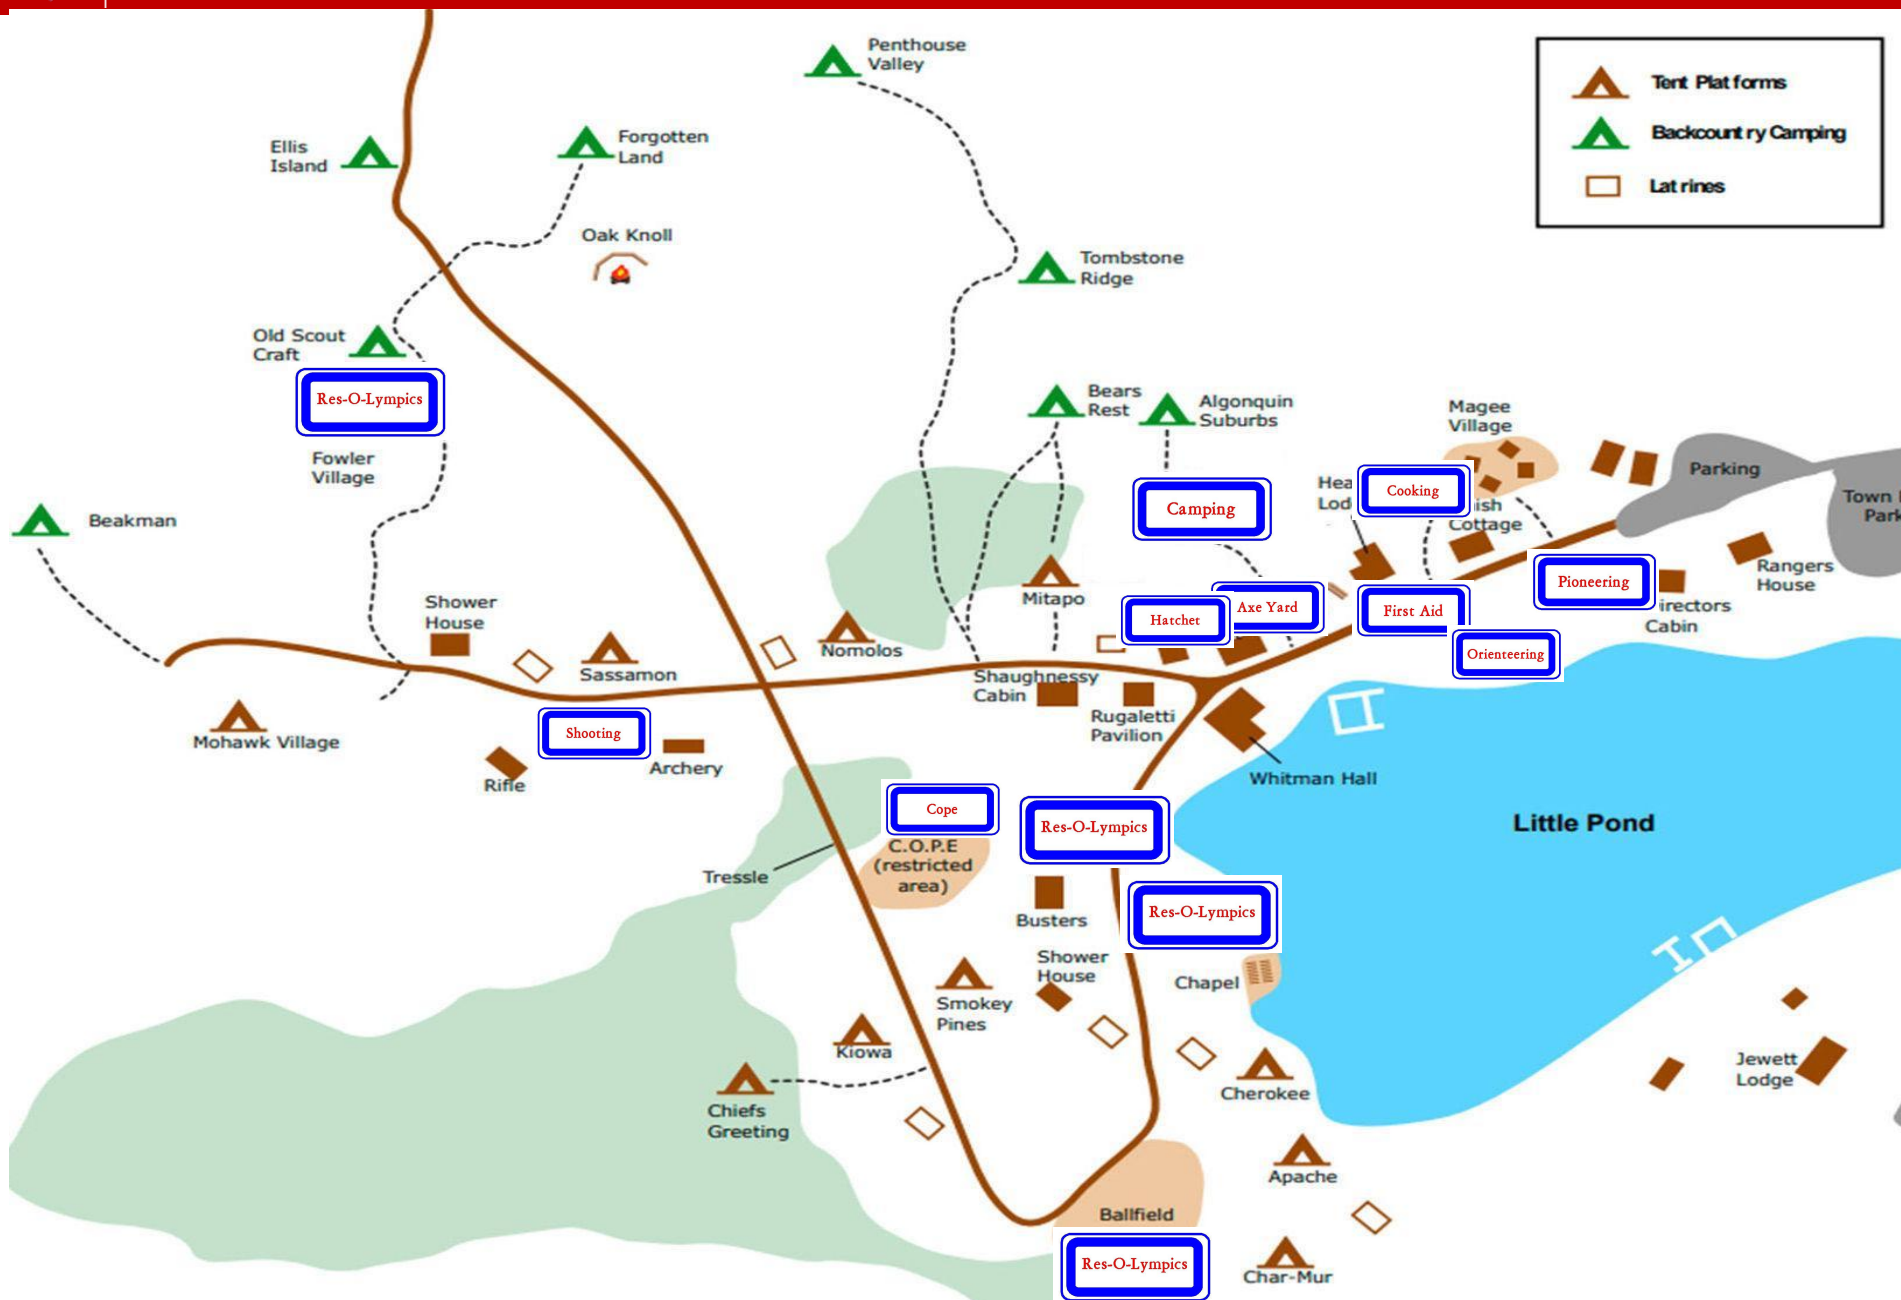 Penthouse
Valley
Tent Platforms
Backcountry Camping
Latrines
Ellis
Island
Forgotten
Land
Oak Knoll
Tombstone
Ridge
Old Scout
Craft
Res-O-Lympics
Fowler
Village
Beakman
Bears
Rest
Algonquin
Suburbs
Magee
Village
Parking
Town
Park
Camping
Cooking
Cottage
Pioneering
Rangers
House
Cabin
Mitapo
Hatchet
Axe Yard
First Aid
Orienteering
Shower
House
Sassamon
Nomolos
Shaughnessy
Cabin
Rugaletti
Pavilion
Whitman Hall
Mohawk Village
Shooting
Rifle
Archery
Little Pond
Cope
C.O.P.E
(restricted
area)
Res-O-Lympics
Tressle
Busters
Res-O-Lympics
Shower
House
Chapel
Smokey
Pines
Kiowa
Chiefs
Greeting
Cherokee
Jewett
Lodge
Apache
Ballfield
Res-O-Lympics
Char-Mur